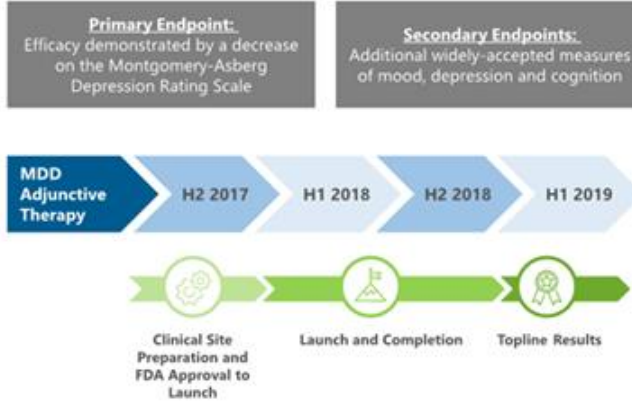 Primary Endpoint:
Efficacy demonstrated by a decrease
on the Montgomery-Asberg
Depression Rating Scale
Secondary Endpoints:
Additional widely-accepted measures
of mood, depression and cognition
MDD
Adjunctive
Therapy
H2 2017
H1 2018
H2 2018
H1 2019
Clinical Site
Preparation and
FDA Approval to
Launch
Launch and Completion
Topline Results